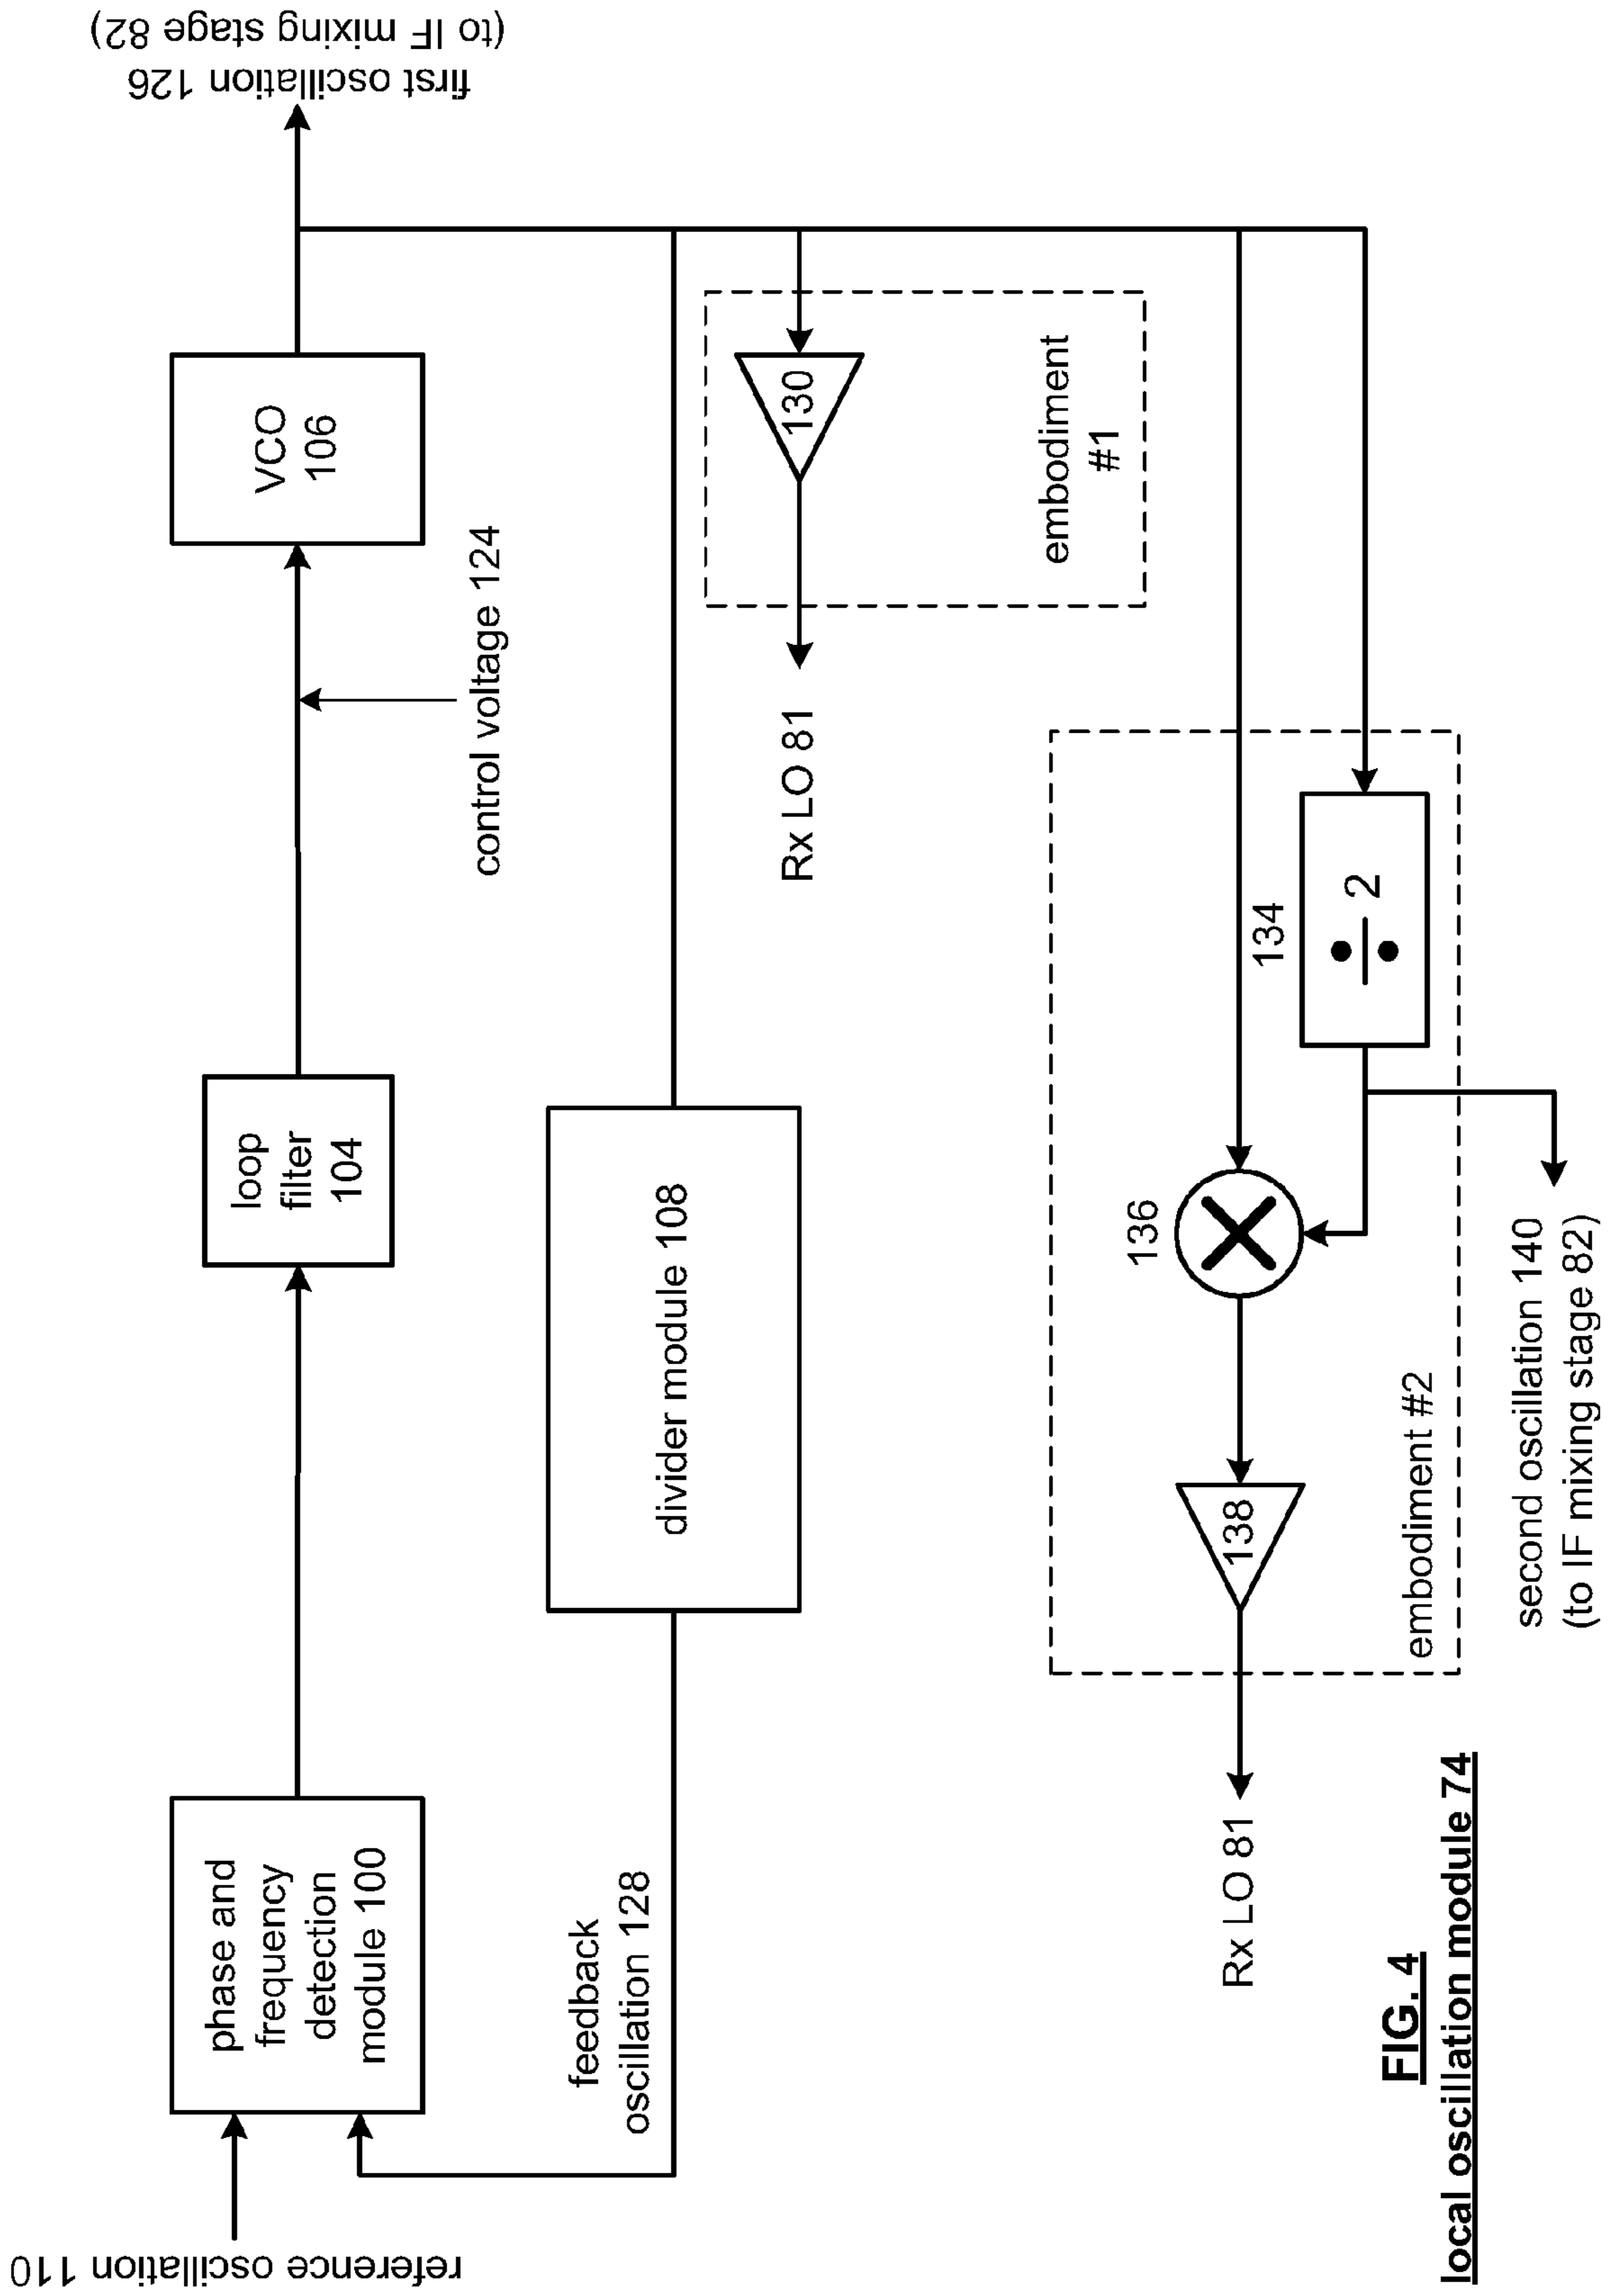 reference oscillation 110
phase and
frequency
detection
module 100
loop
filter
104
control voltage 124
VCO
106
first oscillation 126
(to IF mixing stage 82)
feedback
oscillation 128
divider module 108
Rx LO 81
130
embodiment
#1
Rx LO 81
138
136
134
÷ 2
embodiment #2
second oscillation 140
(to IF mixing stage 82)
FIG. 4
local oscillation module 74